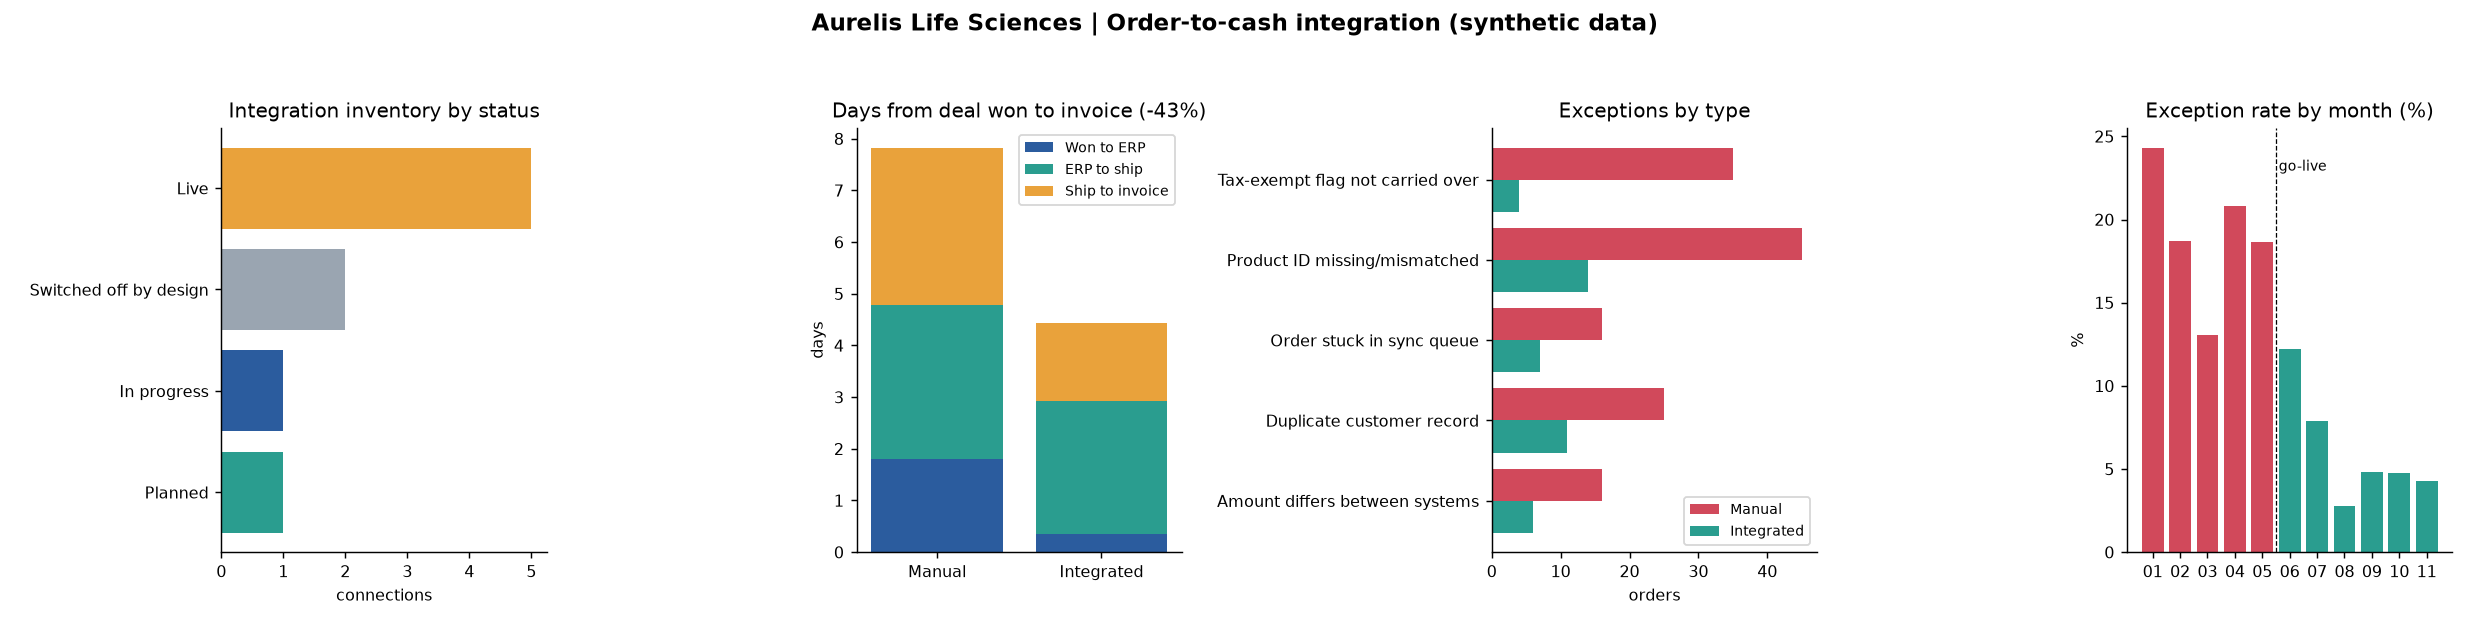 Aurelis Life Sciences | Order-to-cash integration (synthetic data)
Integration inventory by status
Live
Switched off by design
In progress
Planned
0 1 2 3 4 5
connections
Days from deal won to invoice (-43%)
days
8
7
6
5
4
3
2
1
0
Won to ERP
ERP to ship
Ship to invoice
Manual Integrated
Exceptions by type
Tax-exempt flag not carried over
Product ID missing/mismatched
Order stuck in sync queue
Duplicate customer record
Amount differs between systems
Manual
Integrated
0 10 20 30 40
orders
Exception rate by month (%)
%
25
20
15
10
5
0
go-live
01 02 03 04 05 06 07 08 09 10 11